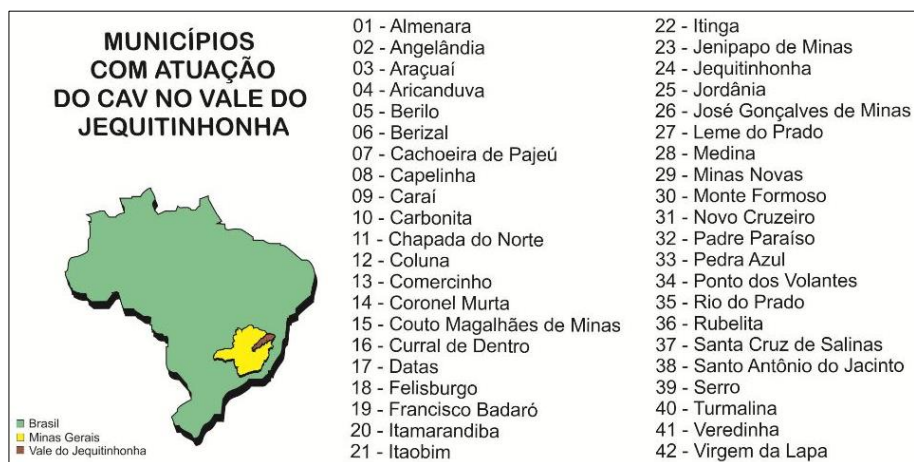 MUNICÍPIOS
COM ATUAÇÃO
DO CAV NO VALE DO
JEQUITINHONHA
Brasil
Minas Gerais
Vale do Jequitinhonha
01 - Almenara
02 - Angelândia
03 - Araçuaí
04 - Aricanduva
05 - Berilo
06 - Berizal
07 - Cachoeira de Pajeú
08 - Capelinha
09 - Caraí
10 - Carbonita
11 - Chapada do Norte
12 - Coluna
13 - Comercinho
14 - Coronel Murta
15 - Couto Magalhães de Minas
16 - Curral de Dentro
17 - Datas
18 - Felisburgo
19 - Francisco Badaró
20 - Itamarandiba
21 - Itaobim
22 - Itinga
23 - Jenipapo de Minas
24 - Jequitinhonha
25 - Jordânia
26 - José Gonçalves de Minas
27 - Leme do Prado
28 - Medina
29 - Minas Novas
30 - Monte Formoso
31 - Novo Cruzeiro
32 - Padre Paraíso
33 - Pedra Azul
34 - Ponto dos Volantes
35 - Rio do Prado
36 - Rubelita
37 - Santa Cruz de Salinas
38 - Santo Antônio do Jacinto
39 - Serro
40 - Turmalina
41 - Veredinha
42 - Virgem da Lapa